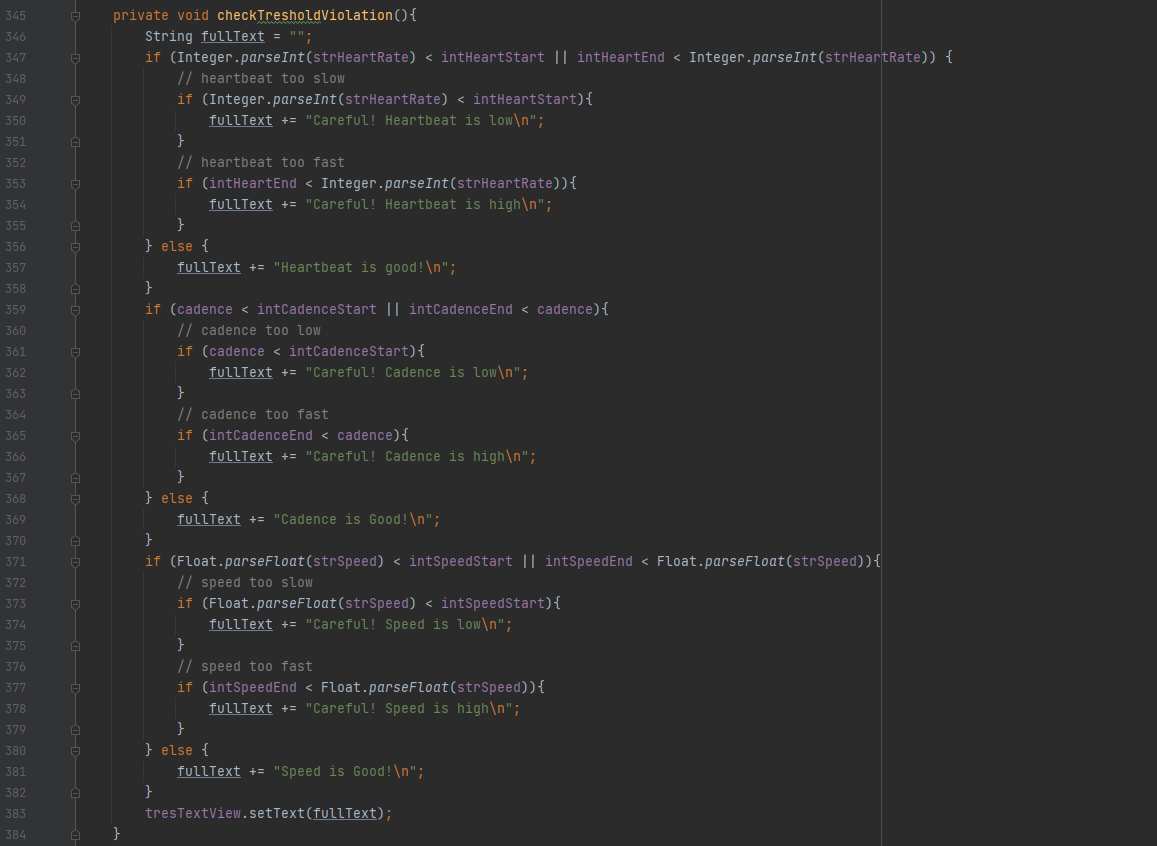 345 private void checkTresholdViolation(){
346 String fullText = "";
347 if (Integer.parseInt(strHeartRate) < intHeartStart || intHeartEnd < Integer.parseInt(strHeartRate)) {
348 // heartbeat too slow
349 if (Integer.parseInt(strHeartRate) < intHeartStart){
350 fullText += "Careful! Heartbeat is low\n";
351 }
352 // heartbeat too fast
353 if (intHeartEnd < Integer.parseInt(strHeartRate)){
354 fullText += "Careful! Heartbeat is high\n";
355 }
356 } else {
357 fullText += "Heartbeat is good!\n";
358 }
359 if (cadence < intCadenceStart || intCadenceEnd < cadence){
360 // cadence too low
361 if (cadence < intCadenceStart){
362 fullText += "Careful! Cadence is low\n";
363 }
364 // cadence too fast
365 if (intCadenceEnd < cadence){
366 fullText += "Careful! Cadence is high\n";
367 }
368 } else {
369 fullText += "Cadence is Good!\n";
370 }
371 if (Float.parseFloat(strSpeed) < intSpeedStart || intSpeedEnd < Float.parseFloat(strSpeed)){
372 // speed too slow
373 if (Float.parseFloat(strSpeed) < intSpeedStart){
374 fullText += "Careful! Speed is low\n";
375 }
376 // speed too fast
377 if (intSpeedEnd < Float.parseFloat(strSpeed)){
378 fullText += "Careful! Speed is high\n";
379 }
380 } else {
381 fullText += "Speed is Good!\n";
382 }
383 tresTextView.setText(fullText);
384 }